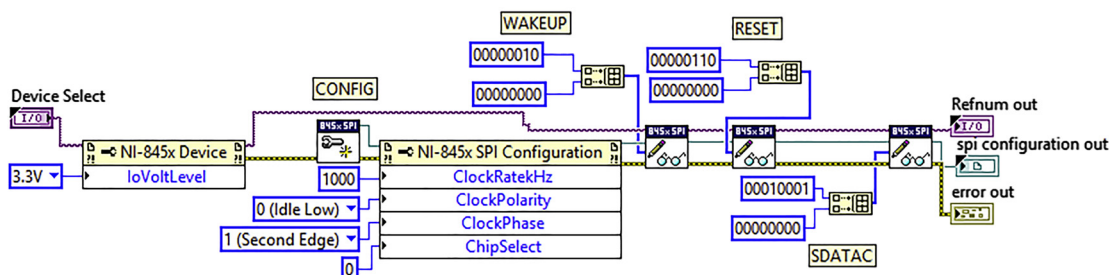 WAKEUP
RESET
00000010
00000000
00000110
00000000
CONFIG
Device Select
I/O
NI-845x Device
IoVoltLevel
3.3V
845x SPI
NI-845x SPI Configuration
1000
ClockRatekHz
0 (Idle Low)
ClockPolarity
1 (Second Edge)
ClockPhase
0
ChipSelect
845x SPI
845x SPI
845x SPI
00010001
00000000
SDATAC
Refnum out
I/O
spi configuration out
error out